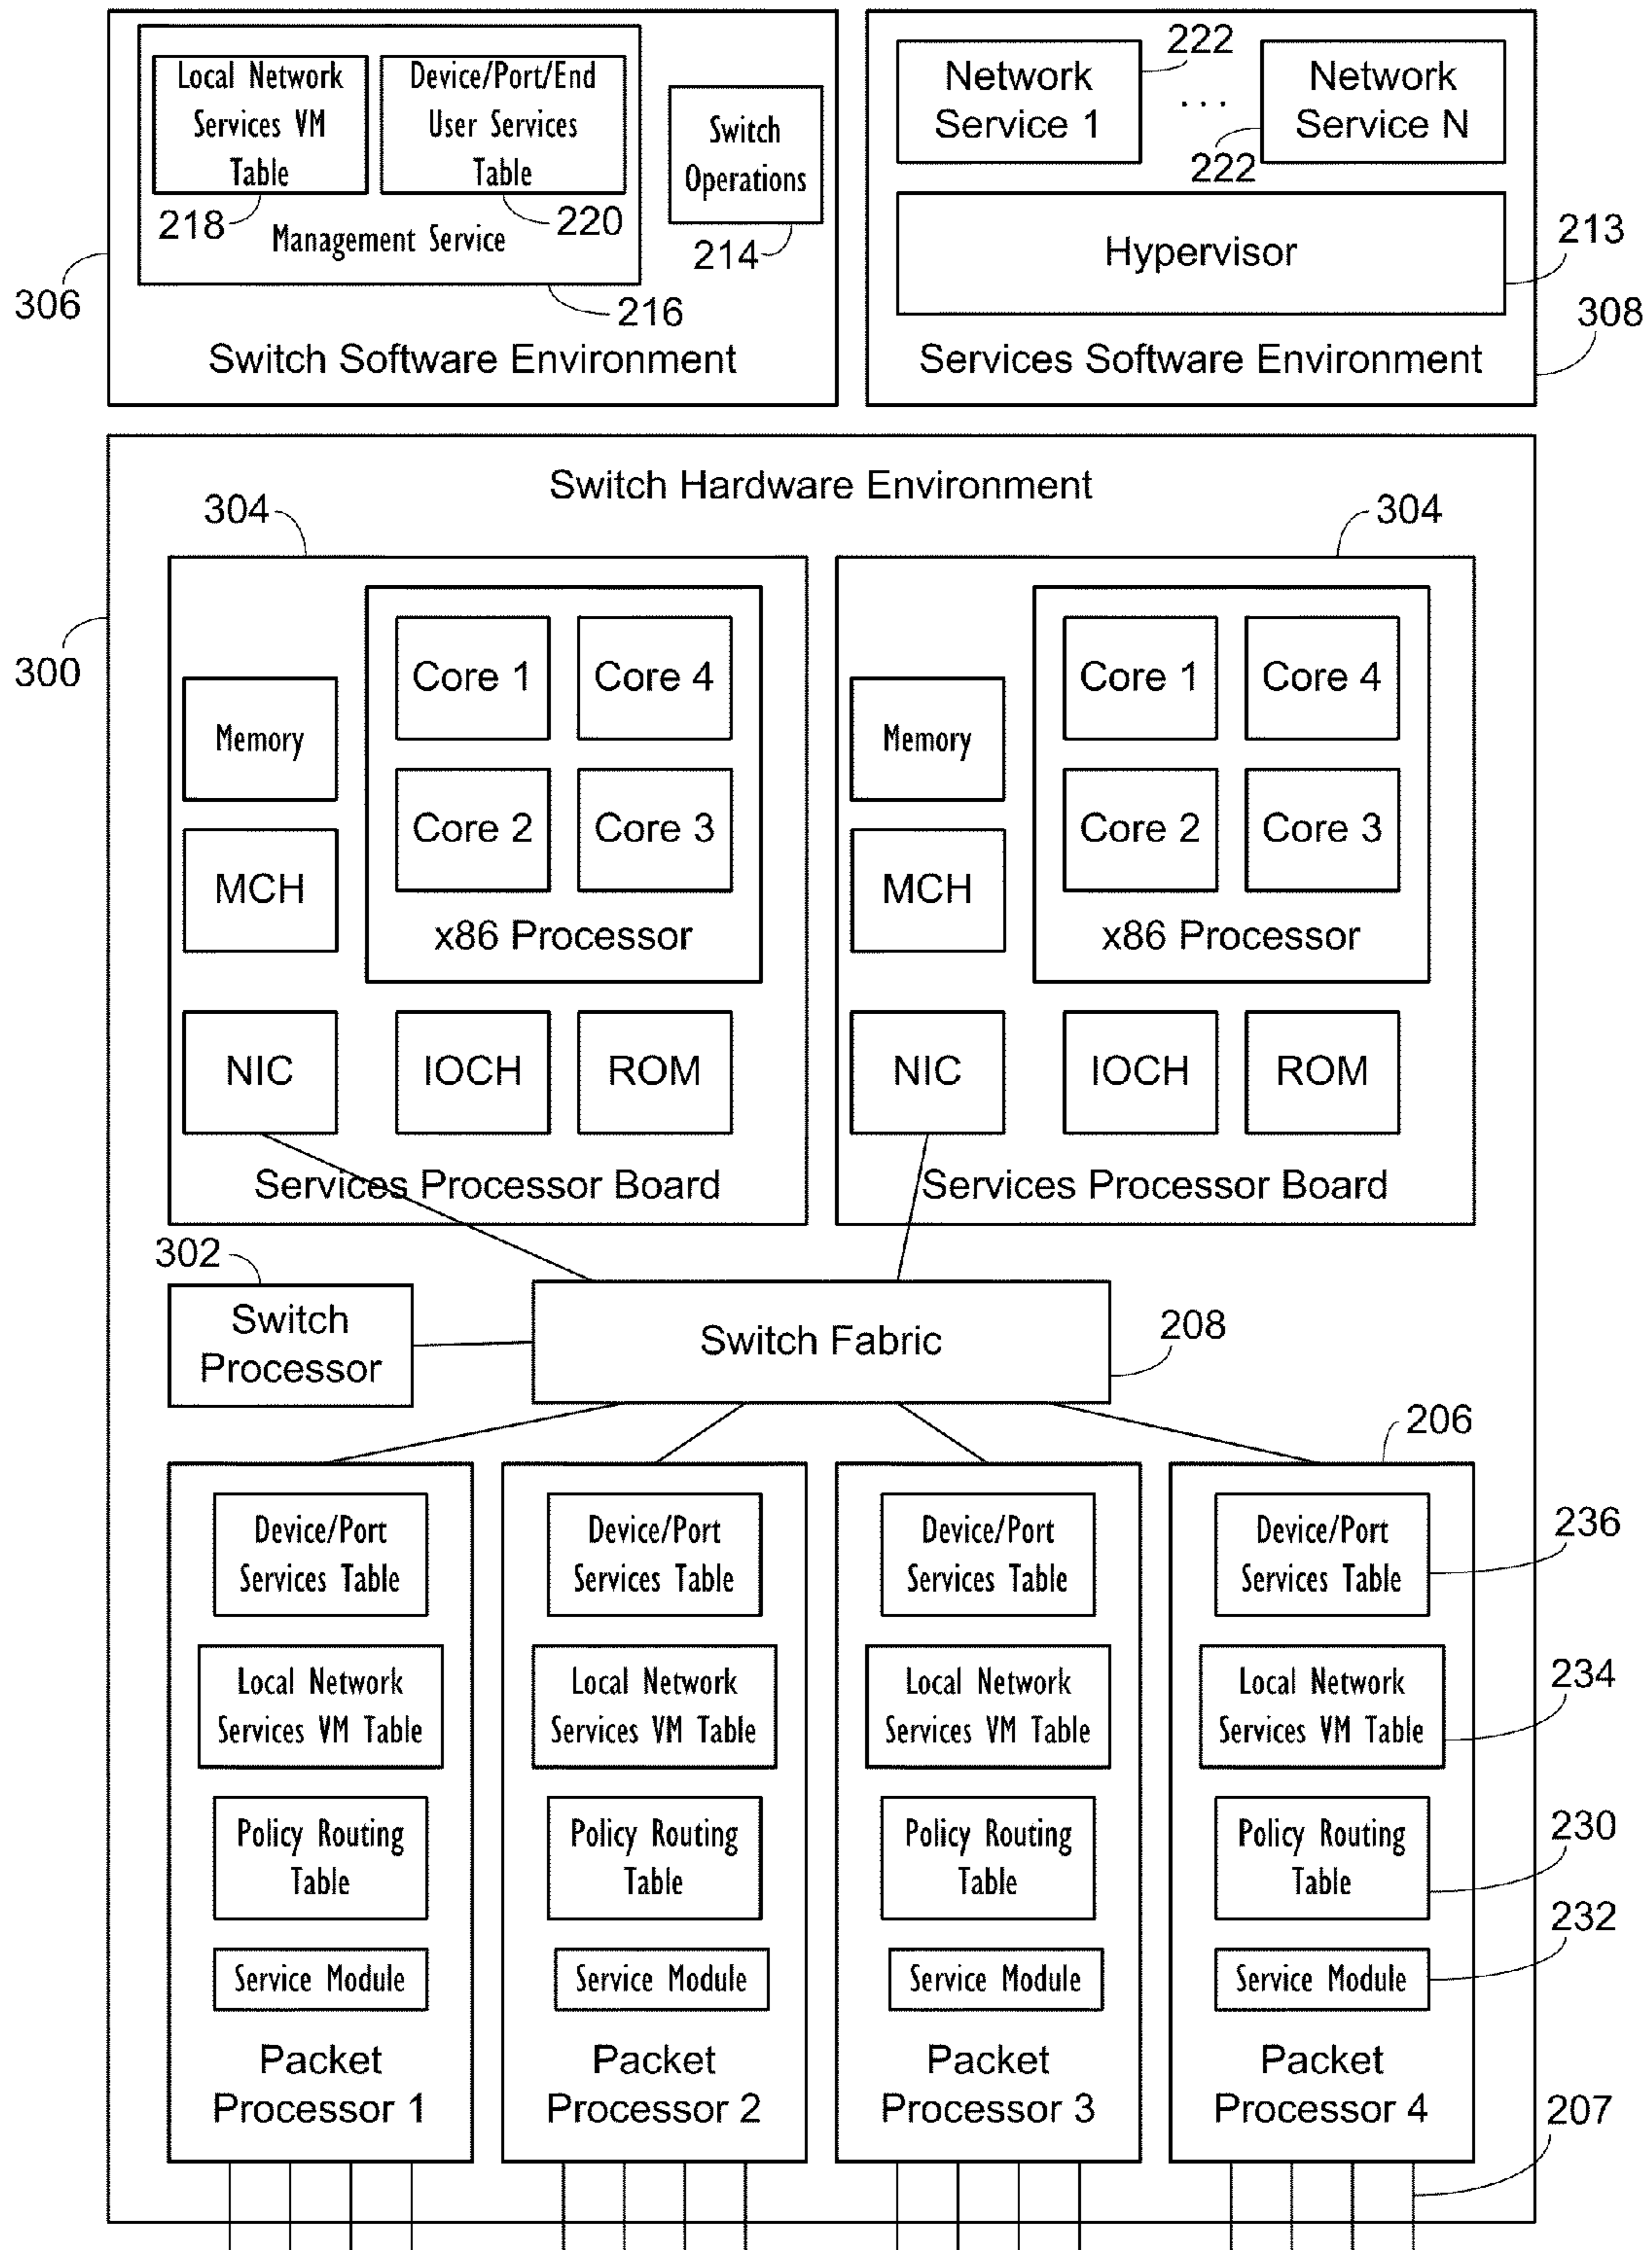 Local Network
Services VM
Table
218
Device/Port/End
User Services
Table
220
Management Service
216
Switch
Operations
214
306
Switch Software Environment
Network
Service 1
222
. . .
222
Network
Service N
Hypervisor
213
308
Services Software Environment
Switch Hardware Environment
300
304
Core 1
Core 4
Memory
Core 2
Core 3
MCH
x86 Processor
NIC
IOCH
ROM
Services Processor Board
304
Core 1
Core 4
Memory
Core 2
Core 3
MCH
x86 Processor
NIC
IOCH
ROM
Services Processor Board
302
Switch
Processor
Switch Fabric
208
206
Device/Port
Services Table
Local Network
Services VM Table
Policy Routing
Table
Service Module
Packet
Processor 1
Device/Port
Services Table
Local Network
Services VM Table
Policy Routing
Table
Service Module
Packet
Processor 2
Device/Port
Services Table
Local Network
Services VM Table
Policy Routing
Table
Service Module
Packet
Processor 3
Device/Port
Services Table
236
Local Network
Services VM Table
234
Policy Routing
Table
230
Service Module
232
Packet
Processor 4
207